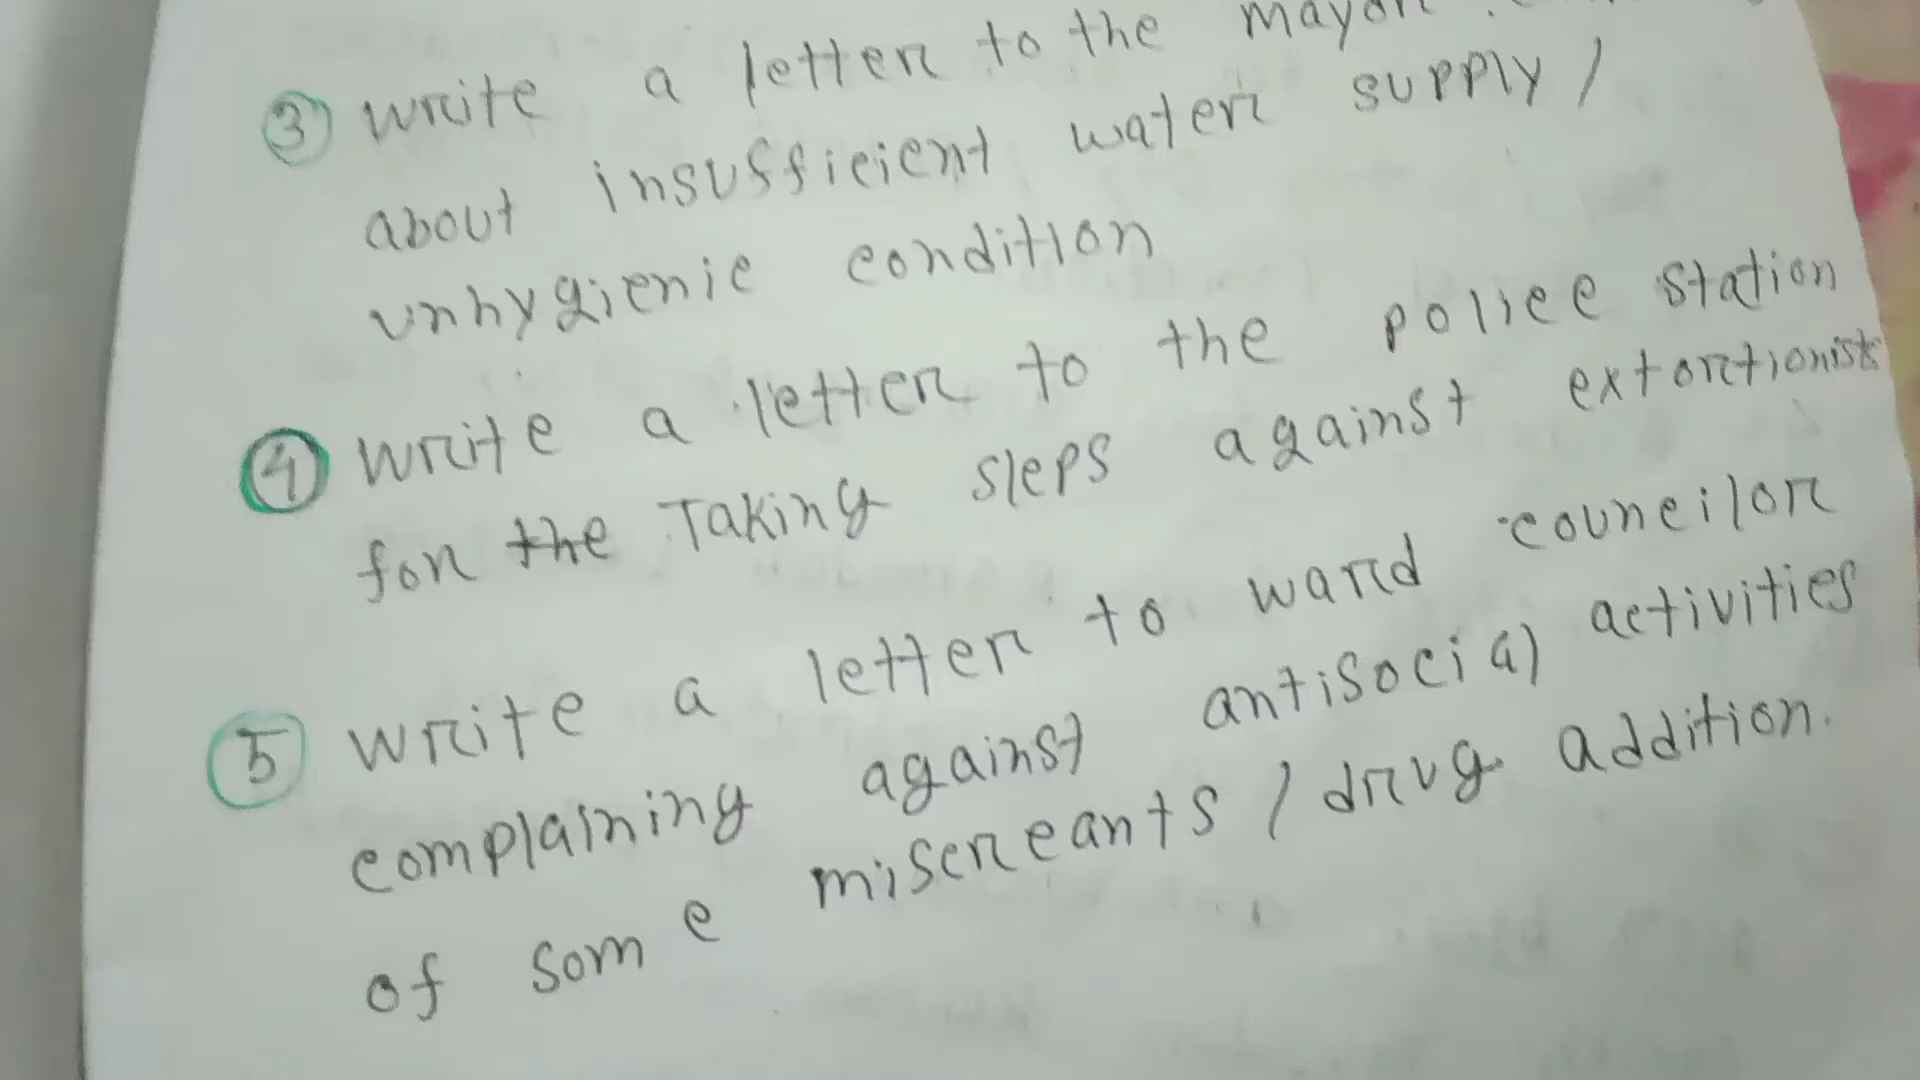 ③ write a letter to the mayor
about insufficient water supply /
unhygienic condition
④ write a letter to the police station
for the Taking steps against extortionists
⑤ write a letter to ward councilor
complaining against antisocial activities
of some miscreants / drug addition.